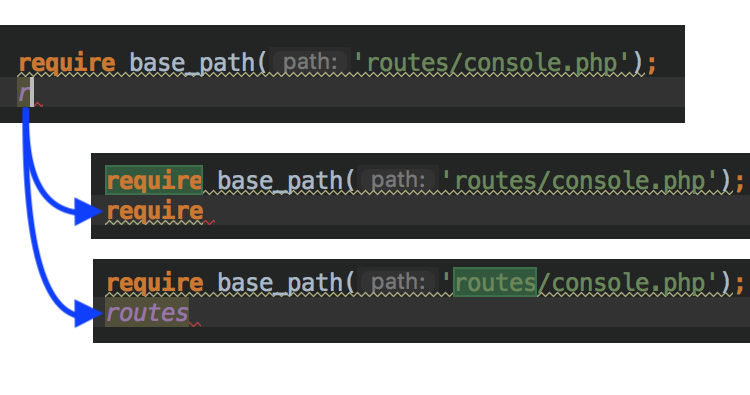 require base_path( path: 'routes/console.php');
r
require base_path( path: 'routes/console.php');
require
require base_path( path: 'routes/console.php');
routes